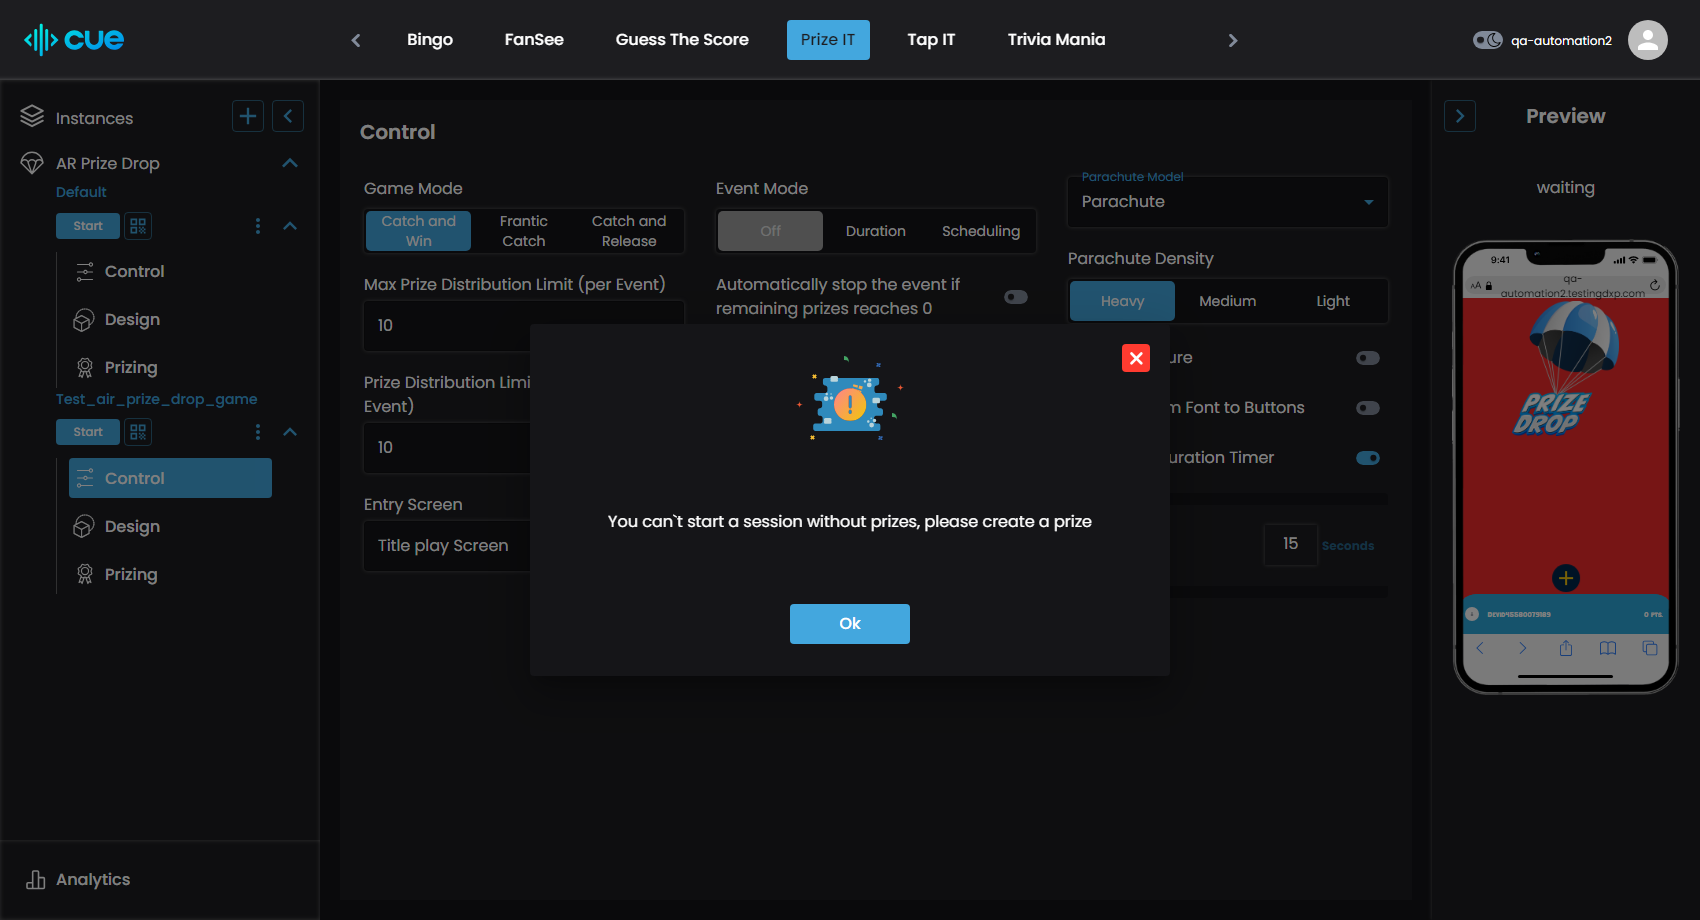 cue
Bingo
FanSee
Guess The Score
Prize IT
Tap IT
Trivia Mania
qa-automation2
Instances
AR Prize Drop
Default
Start
Control
Design
Prizing
Test_air_prize_drop_game
Start
Control
Design
Prizing
Analytics
Control
Game Mode
Catch and
Win
Frantic
Catch
Catch and
Release
Max Prize Distribution Limit (per Event)
10
Prize Distribution Limi
Event)
10
Entry Screen
Title play Screen
Event Mode
Off
Duration
Scheduling
Automatically stop the event if
remaining prizes reaches 0
Parachute Model
Parachute
Parachute Density
Heavy
Medium
Light
ure
m Font to Buttons
uration Timer
15
Seconds
You can`t start a session without prizes, please create a prize
Ok
Preview
waiting
9:41
AA
qa-
automation2.testingdxp.com
PRIZE
DROP
0 PTS.